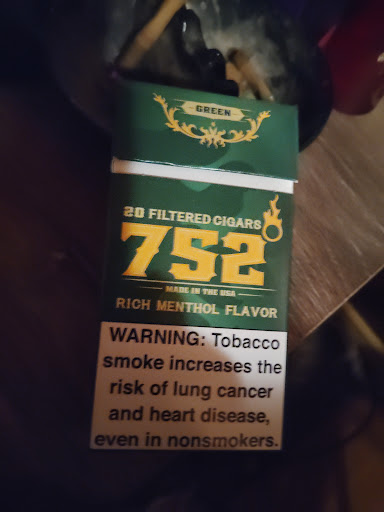 GREEN
20 FILTERED CIGARS
752
MADE IN THE USA
RICH MENTHOL FLAVOR
WARNING: Tobacco
smoke increases the
risk of lung cancer
and heart disease,
even in nonsmokers.